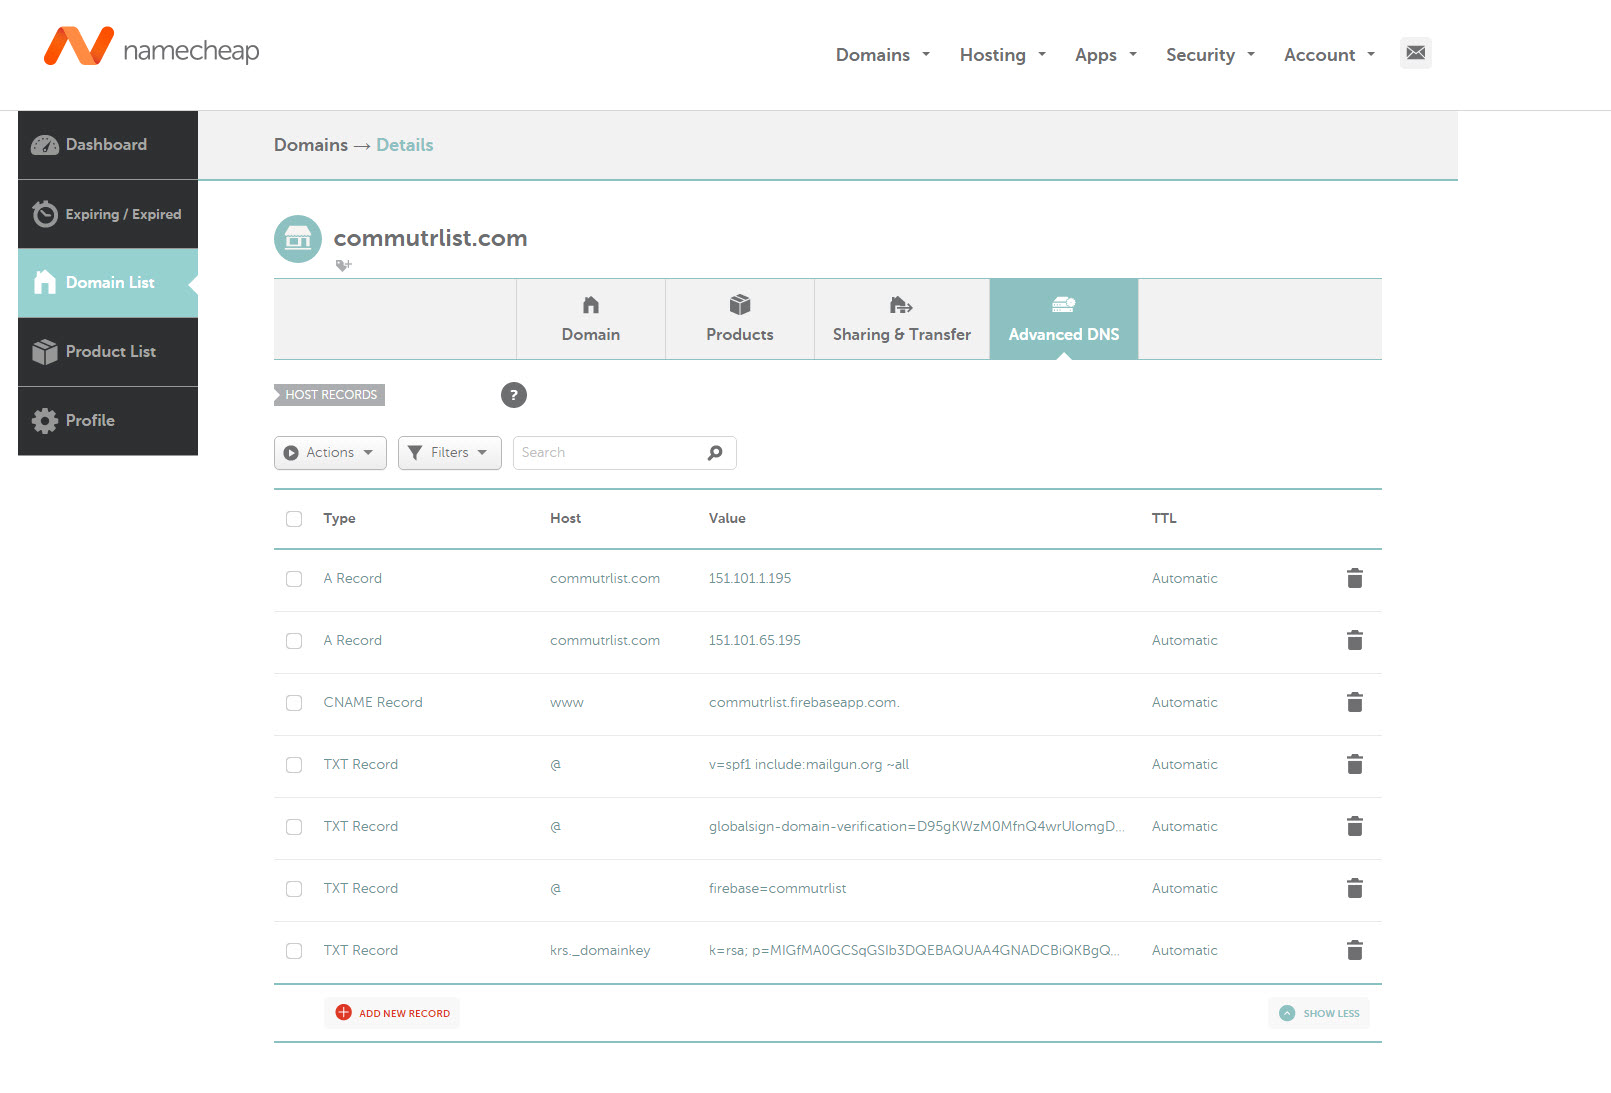 namecheap
Domains Hosting Apps Security Account
Dashboard
Expiring / Expired
Domain List
Product List
Profile
Domains → Details
commutrlist.com
Domain Products Sharing & Transfer Advanced DNS
HOST RECORDS ?
Actions Filters Search
Type Host Value TTL
A Record commutrlist.com 151.101.1.195 Automatic
A Record commutrlist.com 151.101.65.195 Automatic
CNAME Record www commutrlist.firebaseapp.com. Automatic
TXT Record @ v=spf1 include:mailgun.org ~all Automatic
TXT Record @ globalsign-domain-verification=D95gKWzM0MfnQ4wrUlomgD... Automatic
TXT Record @ firebase=commutrlist Automatic
TXT Record krs._domainkey k=rsa; p=MIGfMA0GCSqGSIb3DQEBAQUAA4GNADCBiQKBgQ... Automatic
ADD NEW RECORD SHOW LESS